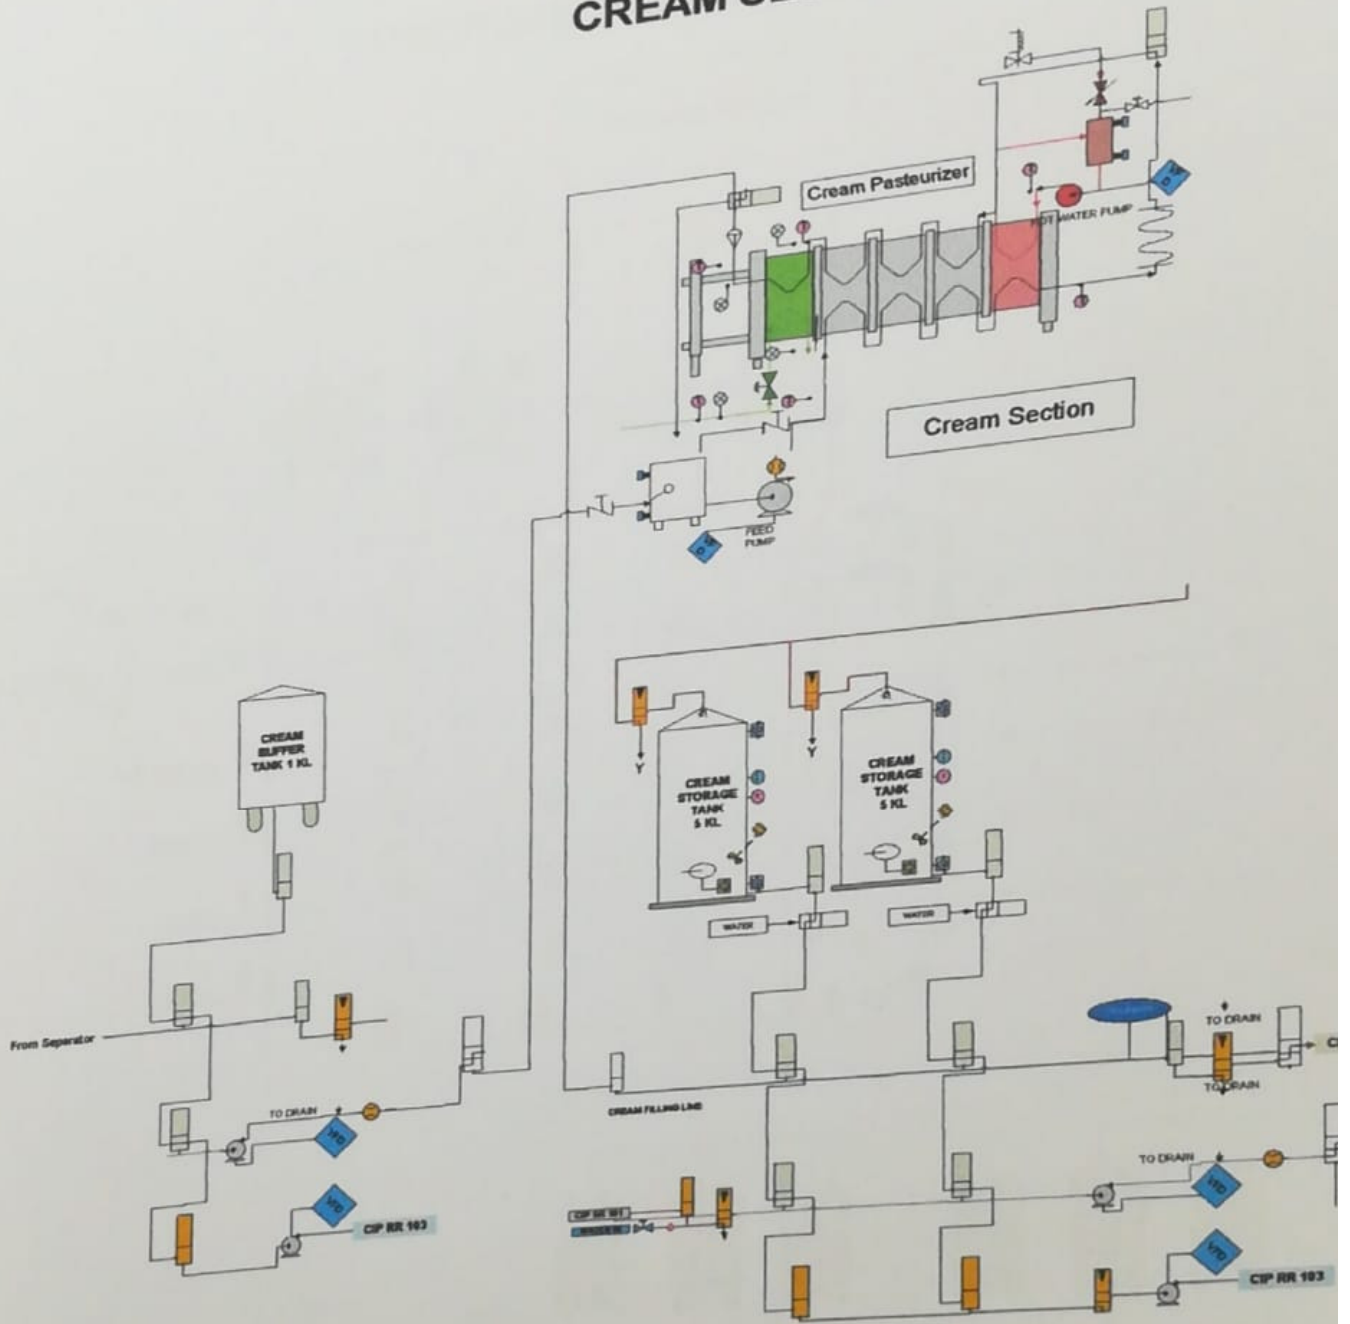 CREAM
Cream Pasteurizer
HOT WATER PUMP
Cream Section
FEED
PUMP
CREAM
BUFFER
TANK 1 KL
CREAM
STORAGE
TANK
5 KL
CREAM
STORAGE
TANK
5 KL
Y
Y
WATER
WATER
From Separator
TO DRAIN
VFD
VFD
CIP RR 103
CREAM FILLING LINE
TO DRAIN
TO DRAIN
TO DRAIN
VFD
VFD
CIP RR 103